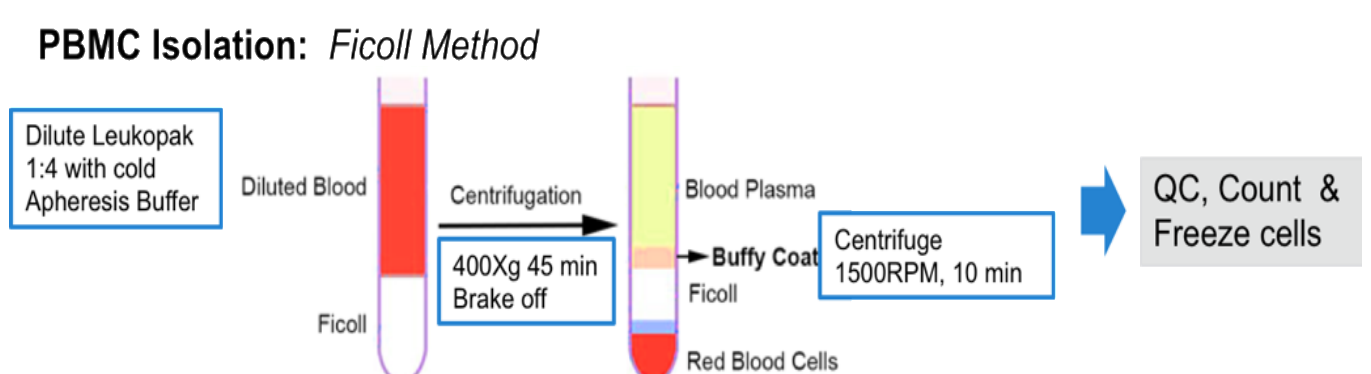 PBMC Isolation: Ficoll Method
Dilute Leukopak
1:4 with cold
Apheresis Buffer
Diluted Blood
Ficoll
Centrifugation
400Xg 45 min
Brake off
Blood Plasma
Buffy Coat
Ficoll
Red Blood Cells
Centrifuge
1500RPM, 10 min
QC, Count &
Freeze cells